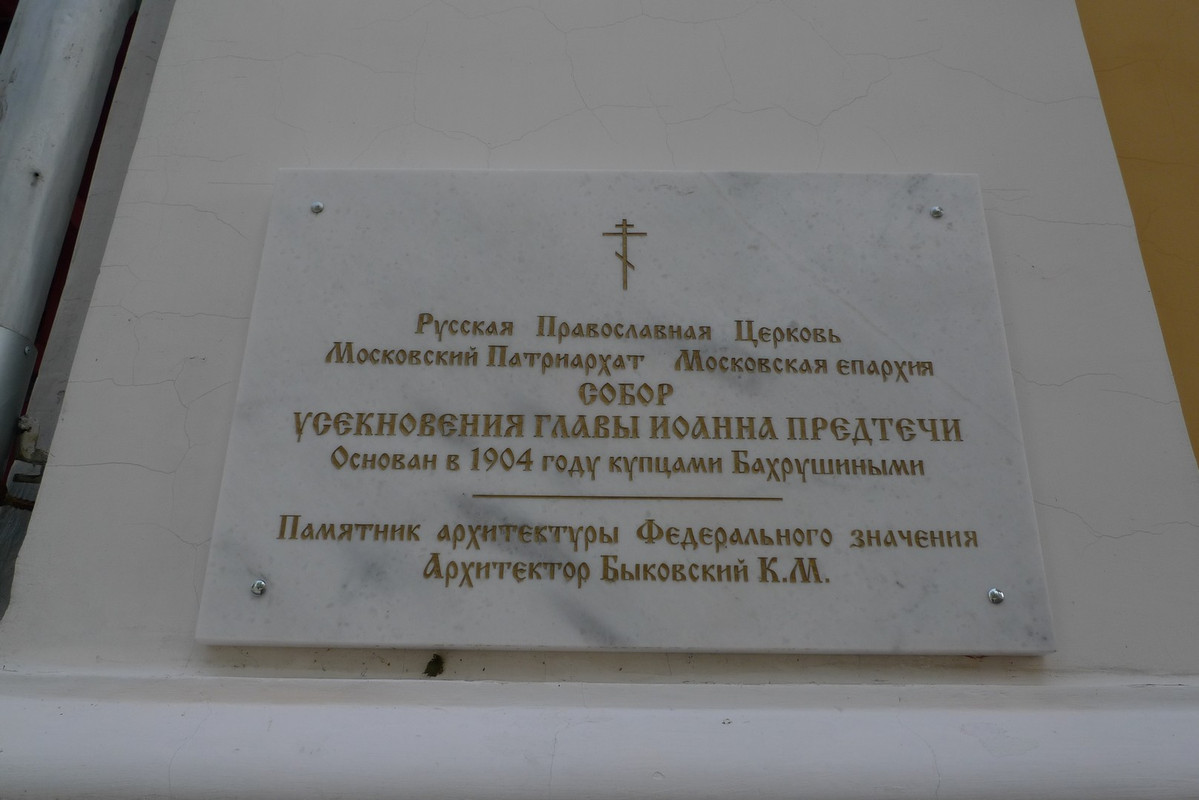 Русская Православная Церковь
Московский Патриархат Московская епархия
СОБОР
УСЕКНОВЕНИЯ ГЛАВЫ ИОАННА ПРЕДТЕЧИ
Основан в 1904 году купцами Бахрушиными
Памятник архитектуры Федерального значения
Архитектор Быковский К.М.